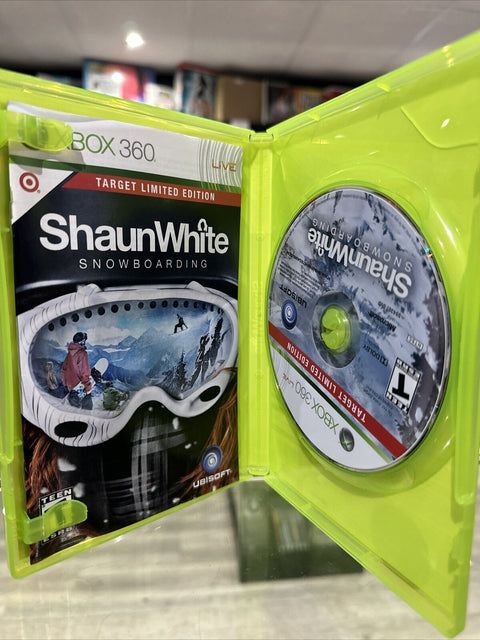 XBOX 360
LIVE
TARGET LIMITED EDITION
ShaunWhite
SNOWBOARDING
UBISOFT
TEEN
ShaunWhite
SNOWBOARDING
UBISOFT
T
TARGET LIMITED EDITION
XBOX 360
LIVE